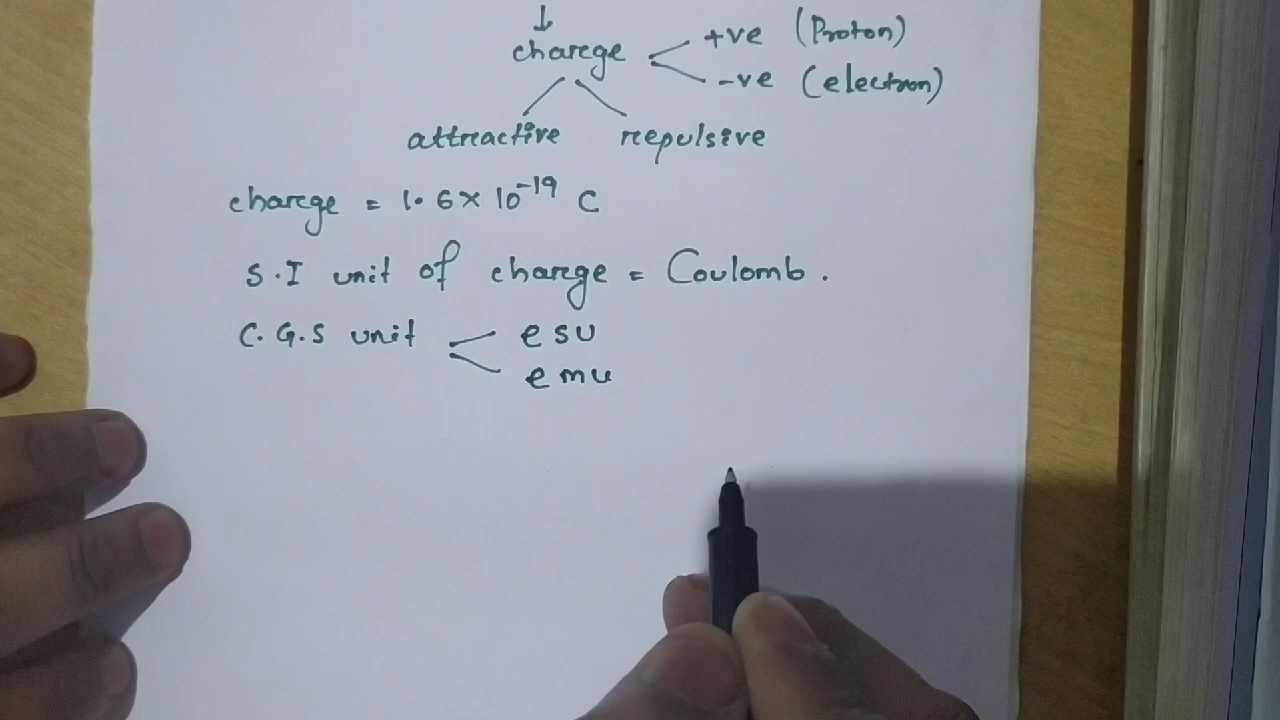 ↓
charge +ve (Proton)
-ve (electron)
attractive repulsive
charge = 1.6 × 10⁻¹⁹ C
S.I unit of charge = Coulomb.
C.G.S unit esu
emu